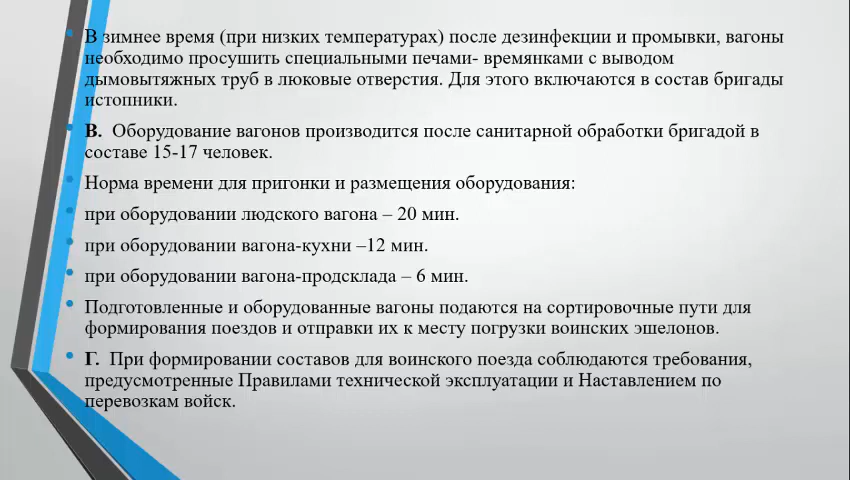 В зимнее время (при низких температурах) после дезинфекции и промывки, вагоны
необходимо просушить специальными печами- времянками с выводом
дымовытяжных труб в люковые отверстия. Для этого включаются в состав бригады
истопники.
В. Оборудование вагонов производится после санитарной обработки бригадой в
составе 15-17 человек.
Норма времени для пригонки и размещения оборудования:
при оборудовании людского вагона – 20 мин.
при оборудовании вагона-кухни –12 мин.
при оборудовании вагона-продсклада – 6 мин.
Подготовленные и оборудованные вагоны подаются на сортировочные пути для
формирования поездов и отправки их к месту погрузки воинских эшелонов.
Г. При формировании составов для воинского поезда соблюдаются требования,
предусмотренные Правилами технической эксплуатации и Наставлением по
перевозкам войск.